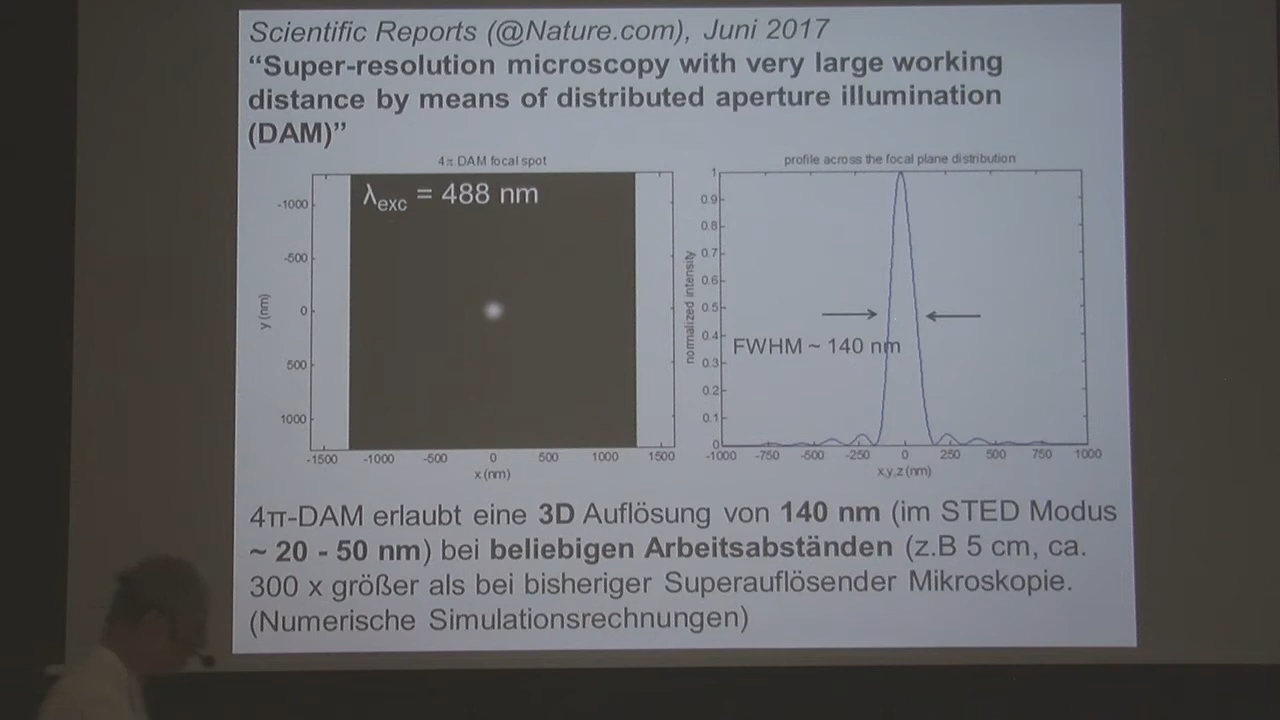 Scientific Reports (@Nature.com), Juni 2017
“Super-resolution microscopy with very large working
distance by means of distributed aperture illumination
(DAM)”
4π DAM focal spot
λexc = 488 nm
-1000
-500
0
500
1000
y (nm)
-1500 -1000 -500 0 500 1000 1500
x (nm)
profile across the focal plane distribution
1
0.9
0.8
0.7
0.6
0.5
0.4
0.3
0.2
0.1
0
normalized intensity
FWHM ~ 140 nm
-1000 -750 -500 -250 0 250 500 750 1000
x,y,z (nm)
4π-DAM erlaubt eine 3D Auflösung von 140 nm (im STED Modus
~ 20 - 50 nm) bei beliebigen Arbeitsabständen (z.B 5 cm, ca.
300 x größer als bei bisheriger Superauflösender Mikroskopie.
(Numerische Simulationsrechnungen)